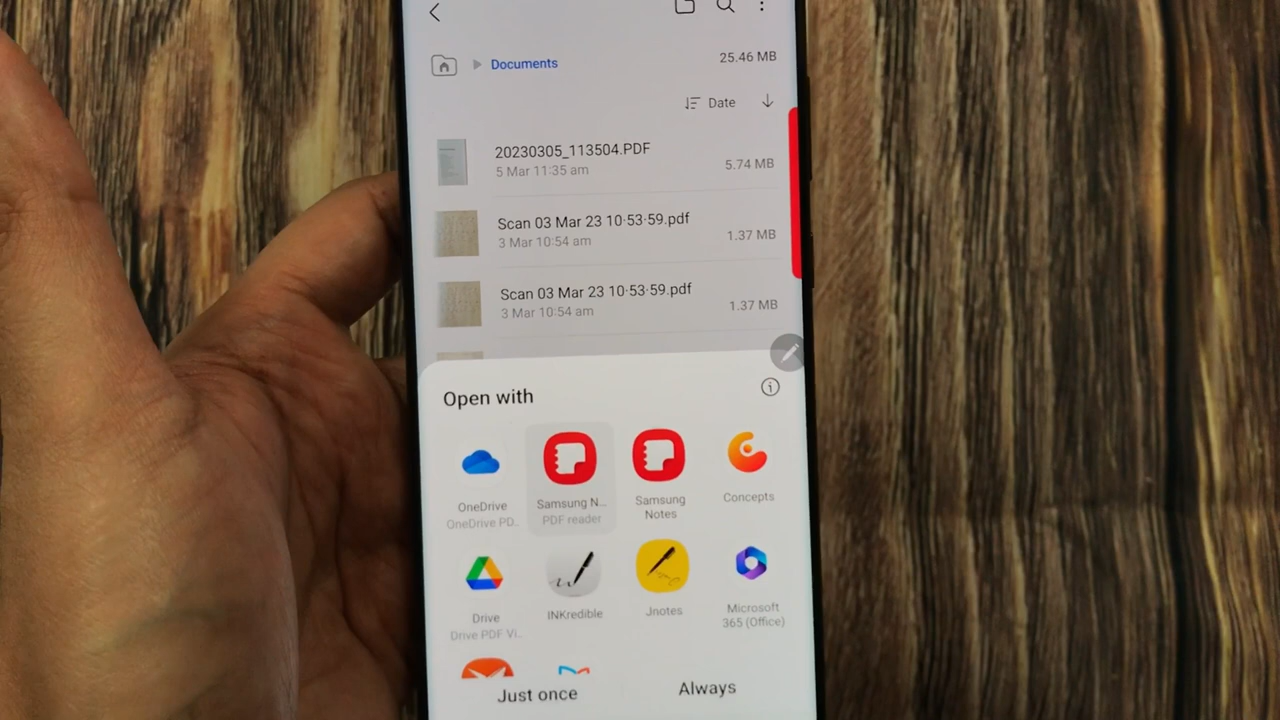 Documents
25.46 MB
Date
20230305_113504.PDF
5 Mar 11:35 am
5.74 MB
Scan 03 Mar 23 10·53·59.pdf
3 Mar 10:54 am
1.37 MB
Scan 03 Mar 23 10·53·59.pdf
3 Mar 10:54 am
1.37 MB
Open with
OneDrive
OneDrive PD..
Samsung N...
PDF reader
Samsung
Notes
Concepts
Drive
Drive PDF Vi..
INKredible
Jnotes
Microsoft
365 (Office)
Just once
Always